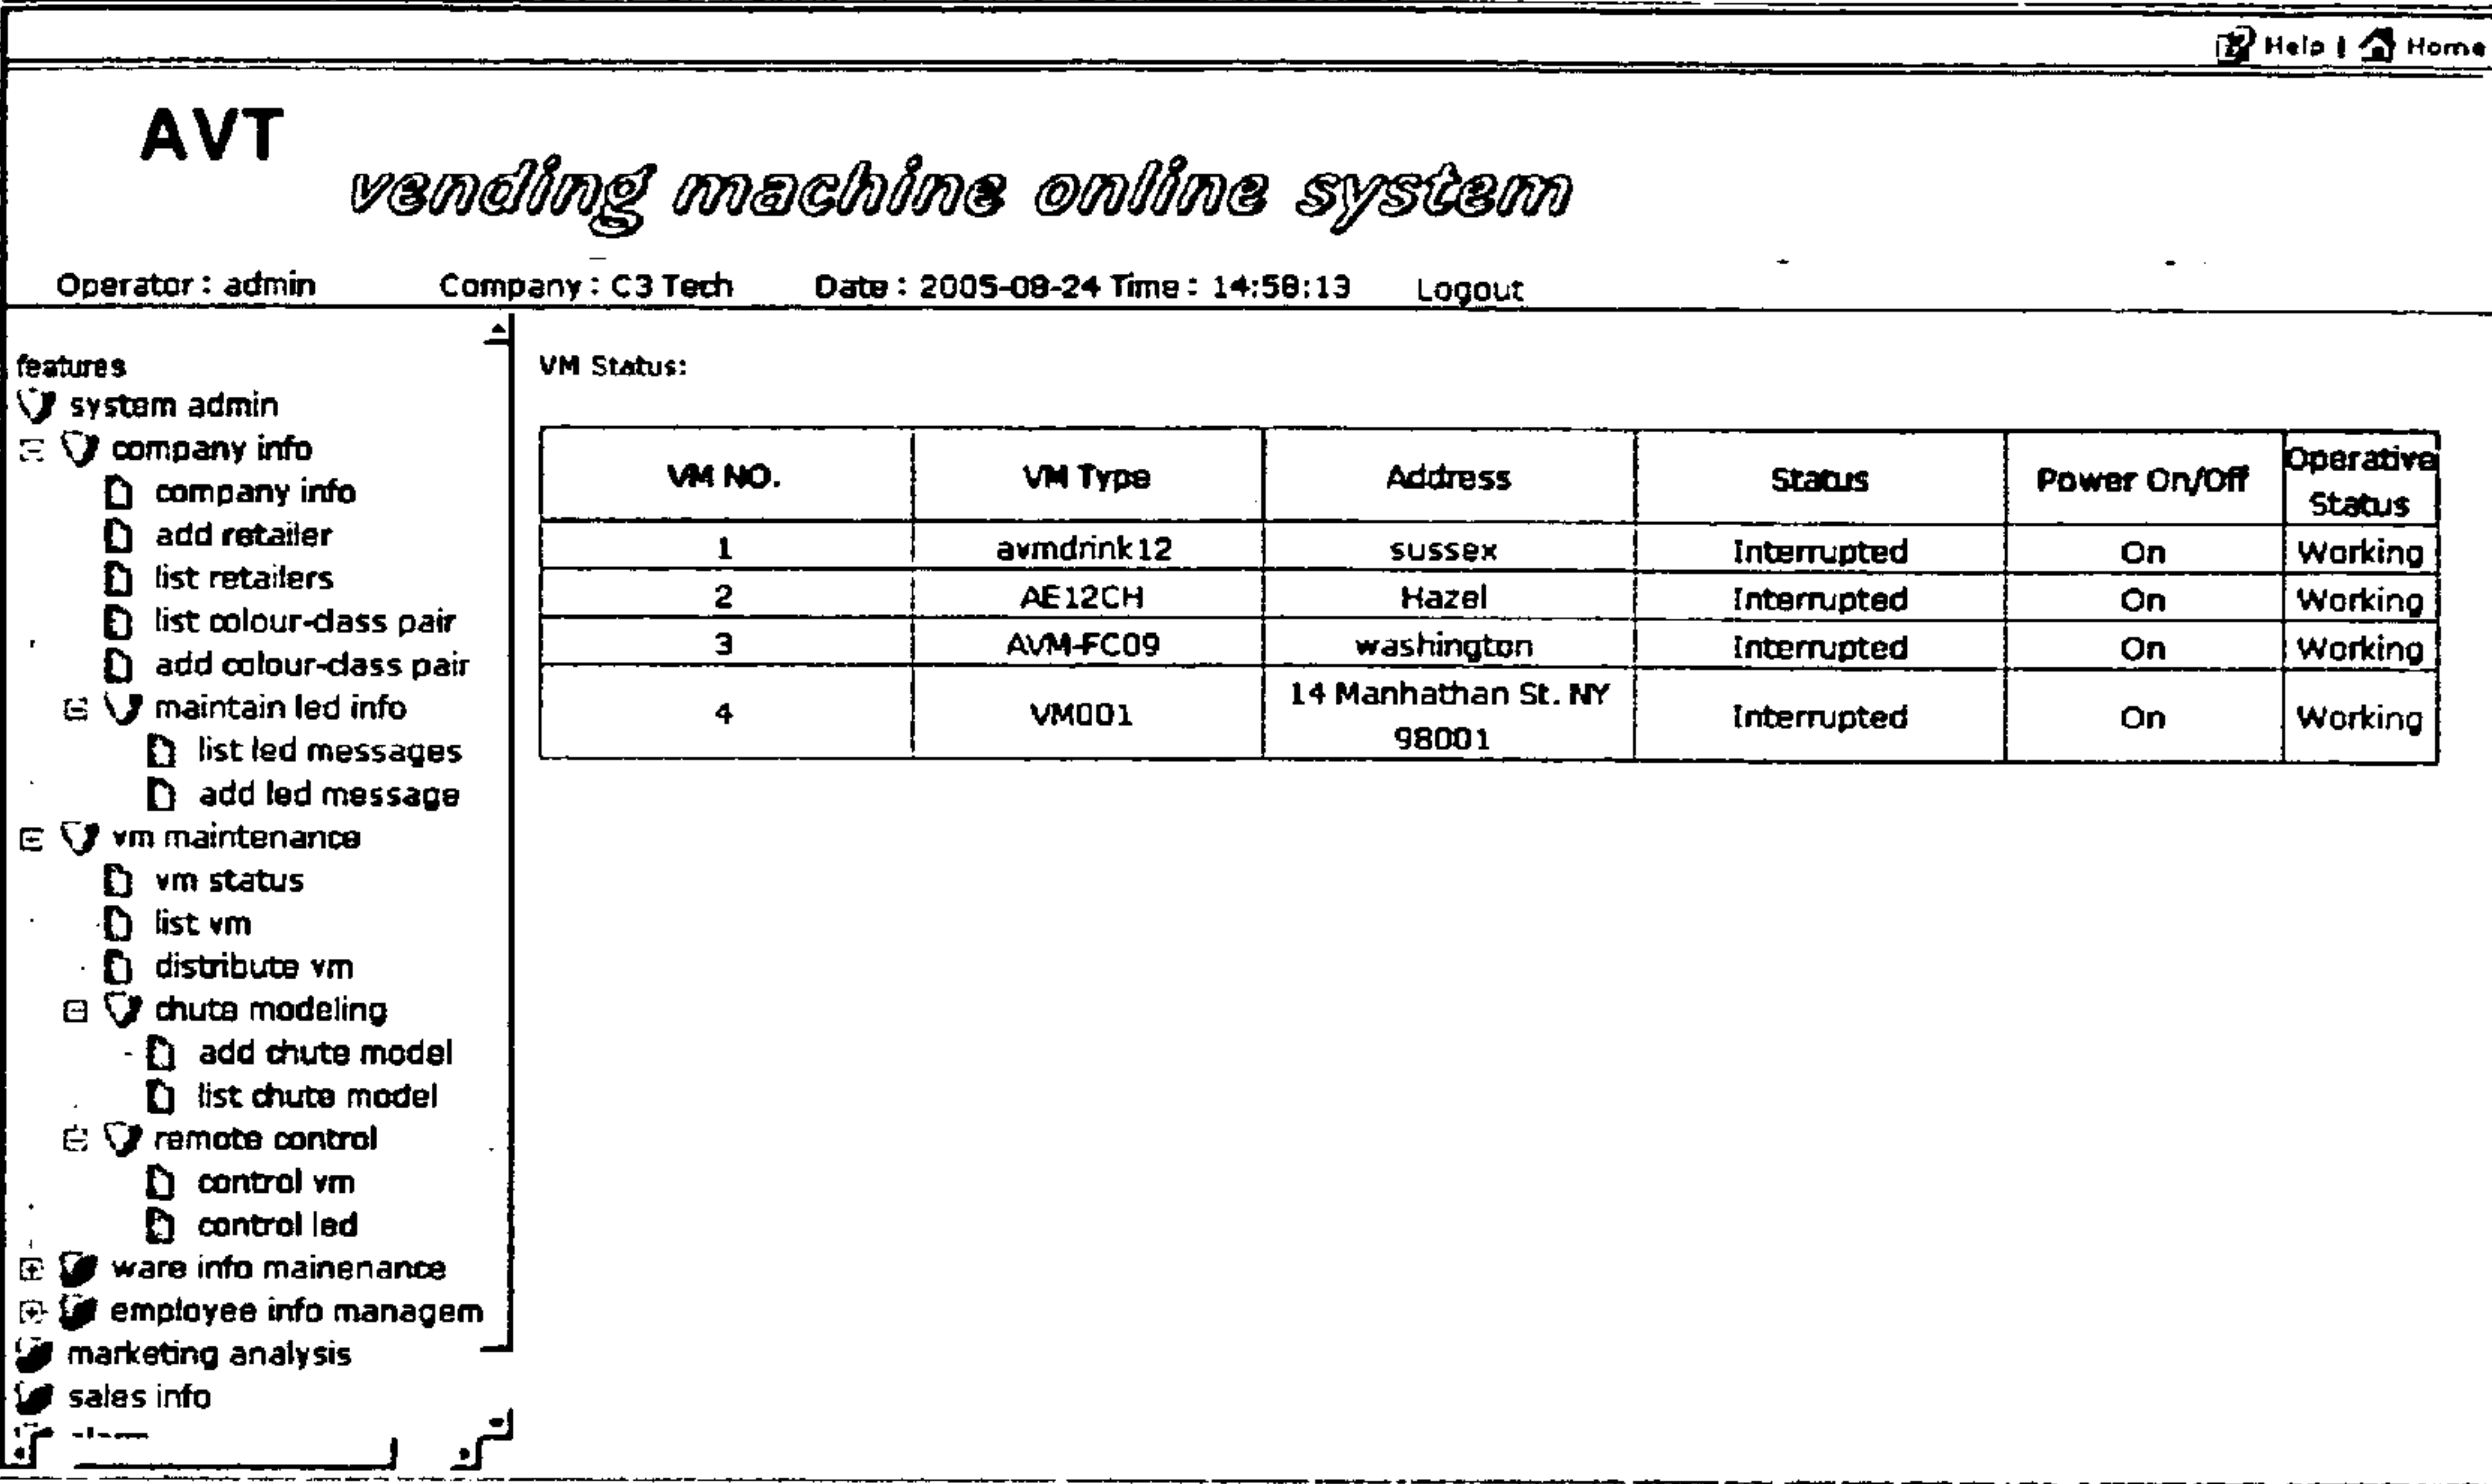 Help | Home
AVT
vending machine online system
Operator : admin Company : C3 Tech Date : 2005-08-24 Time : 14:58:13 Logout
features
system admin
company info
company info
add retailer
list retailers
list colour-class pair
add colour-class pair
maintain led info
list led messages
add led message
vm maintenance
vm status
list vm
distribute vm
chute modeling
add chute model
list chute model
remote control
control vm
control led
ware info mainenance
employee info managem
marketing analysis
sales info
VM Status:
VM NO. VM Type Address Status Power On/Off Operative Status
1 avmdrink12 sussex Interrupted On Working
2 AE12CH Hazel Interrupted On Working
3 AVM-FC09 washington Interrupted On Working
4 VM001 14 Manhathan St. NY 98001 Interrupted On Working